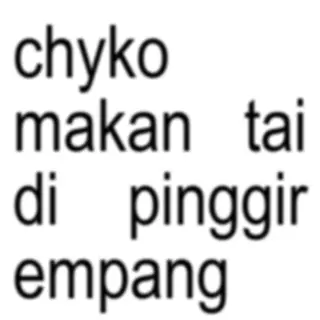 chyko
makan tai
di pinggir
empang